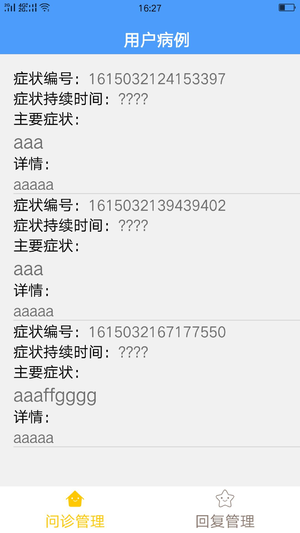 16:27
用户病例
症状编号：1615032124153397
症状持续时间：????
主要症状：
aaa
详情：
aaaaa
症状编号：1615032139439402
症状持续时间：????
主要症状：
aaa
详情：
aaaaa
症状编号：1615032167177550
症状持续时间：????
主要症状：
aaaffgggg
详情：
aaaaa
问诊管理 回复管理